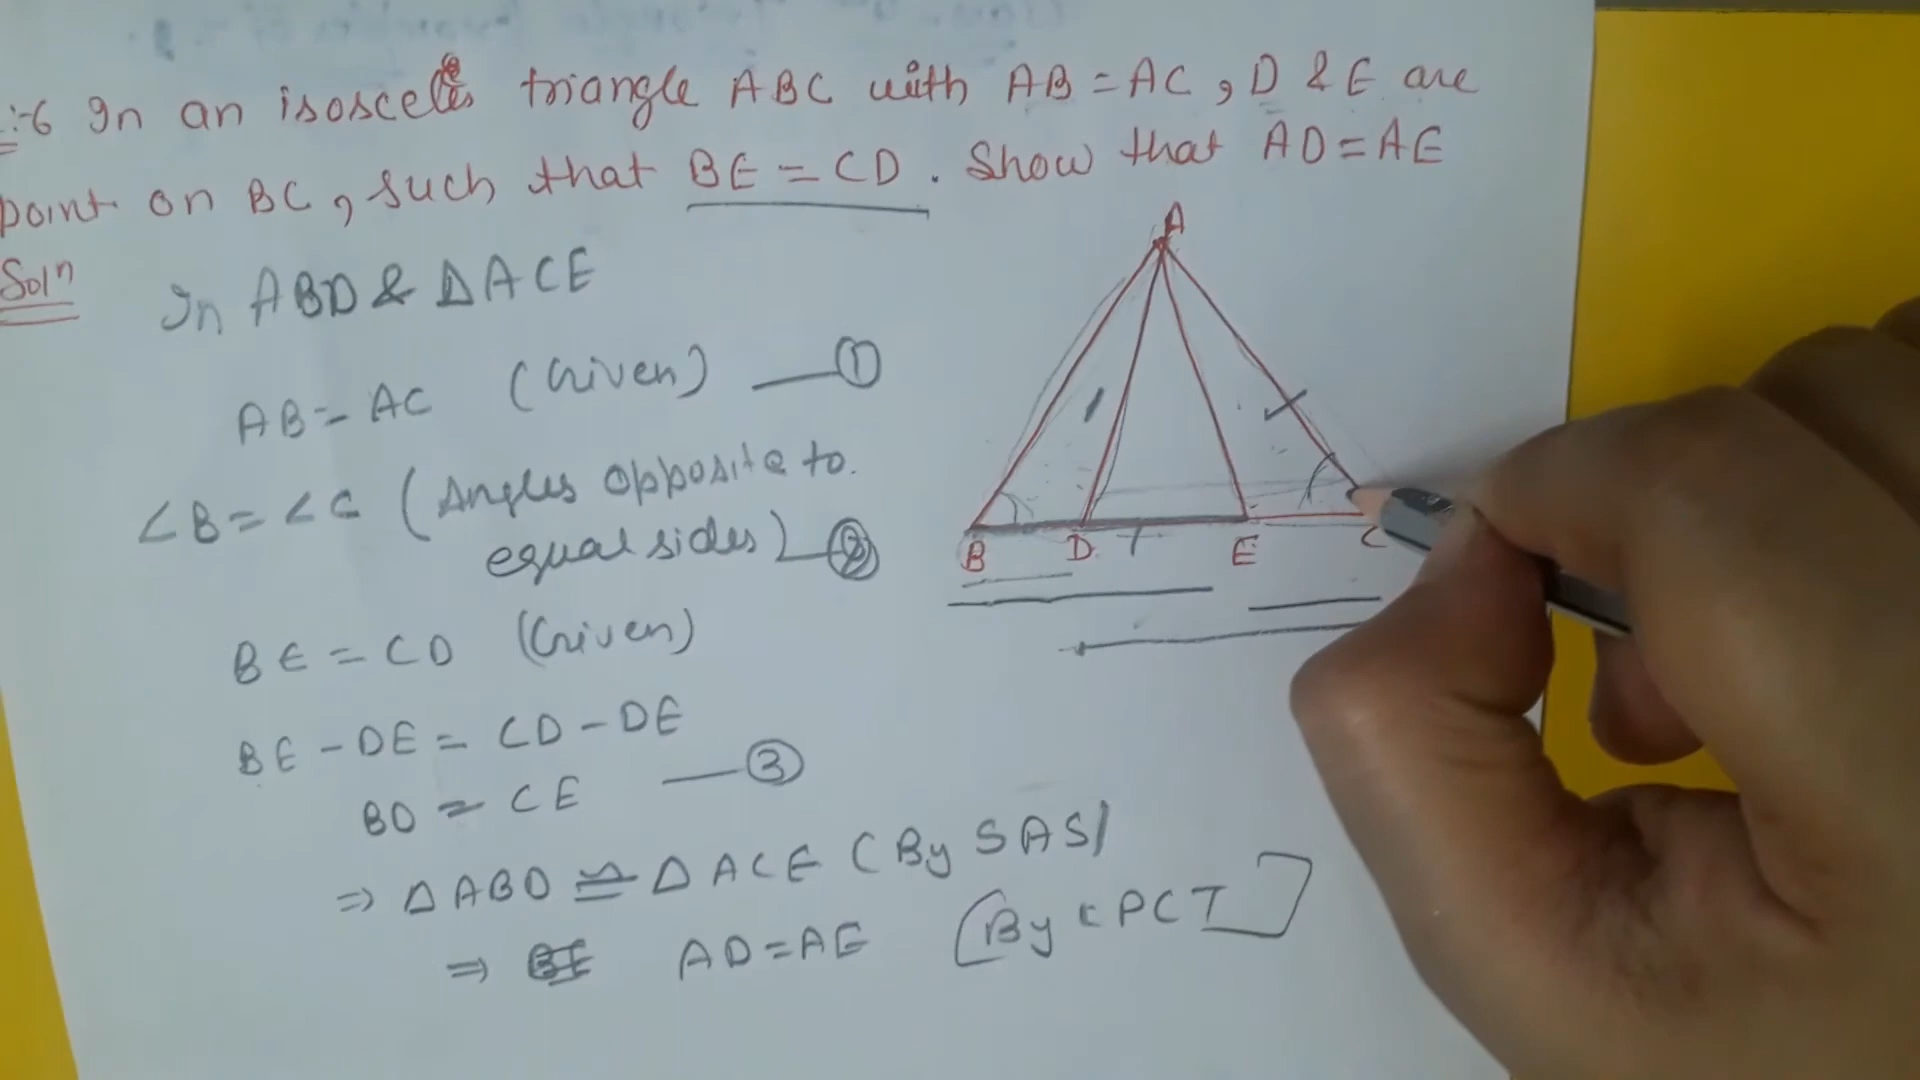 :-6 In an isosceles triangle ABC with AB = AC, D & E are
point on BC, such that BE = CD. Show that AD = AE
Solⁿ
In ABD & ΔACE
AB = AC (Given) —①
∠B = ∠C (Angles opposite to
equal sides) —②
BE = CD (Given)
BE - DE = CD - DE
BD = CE —③
⇒ ΔABD ≅ ΔACE (By SAS)
⇒ AD = AE [By CPCT]
A
B D E C